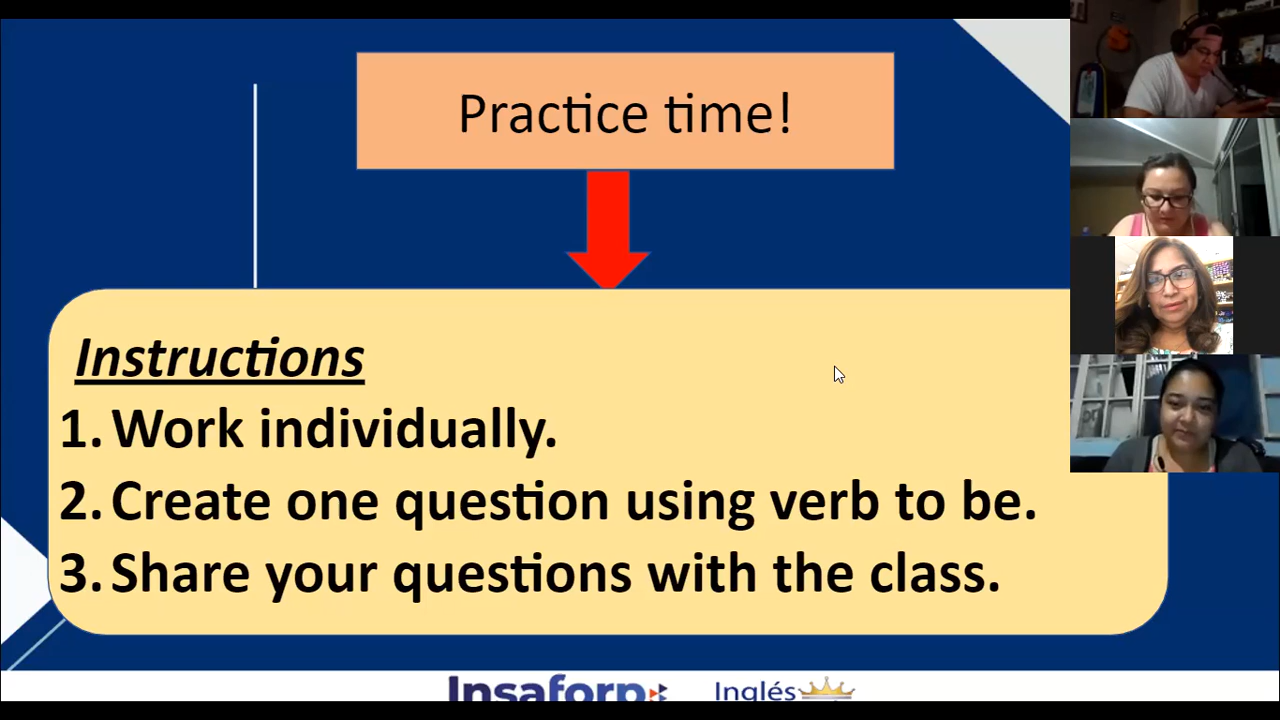 Practice time!
Instructions
1. Work individually.
2. Create one question using verb to be.
3. Share your questions with the class.
Insaforp Inglés